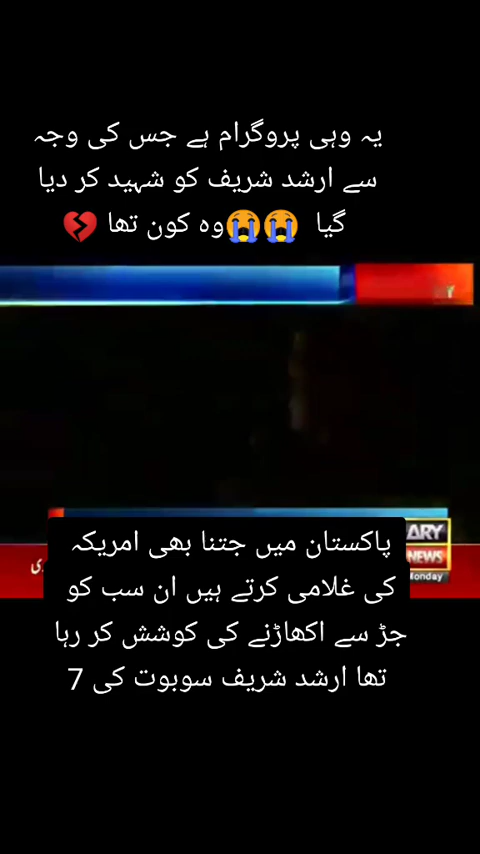 یہ وہی پروگرام ہے جس کی وجہ
سے ارشد شریف کو شہید کر دیا
گیا 😭😭وہ کون تھا 💔
پاکستان میں جتنا بھی امریکہ
کی غلامی کرتے ہیں ان سب کو
جڑ سے اکھاڑنے کی کوشش کر رہا
تھا ارشد شریف سوبوت کی 7
ARY
NEWS
Monday